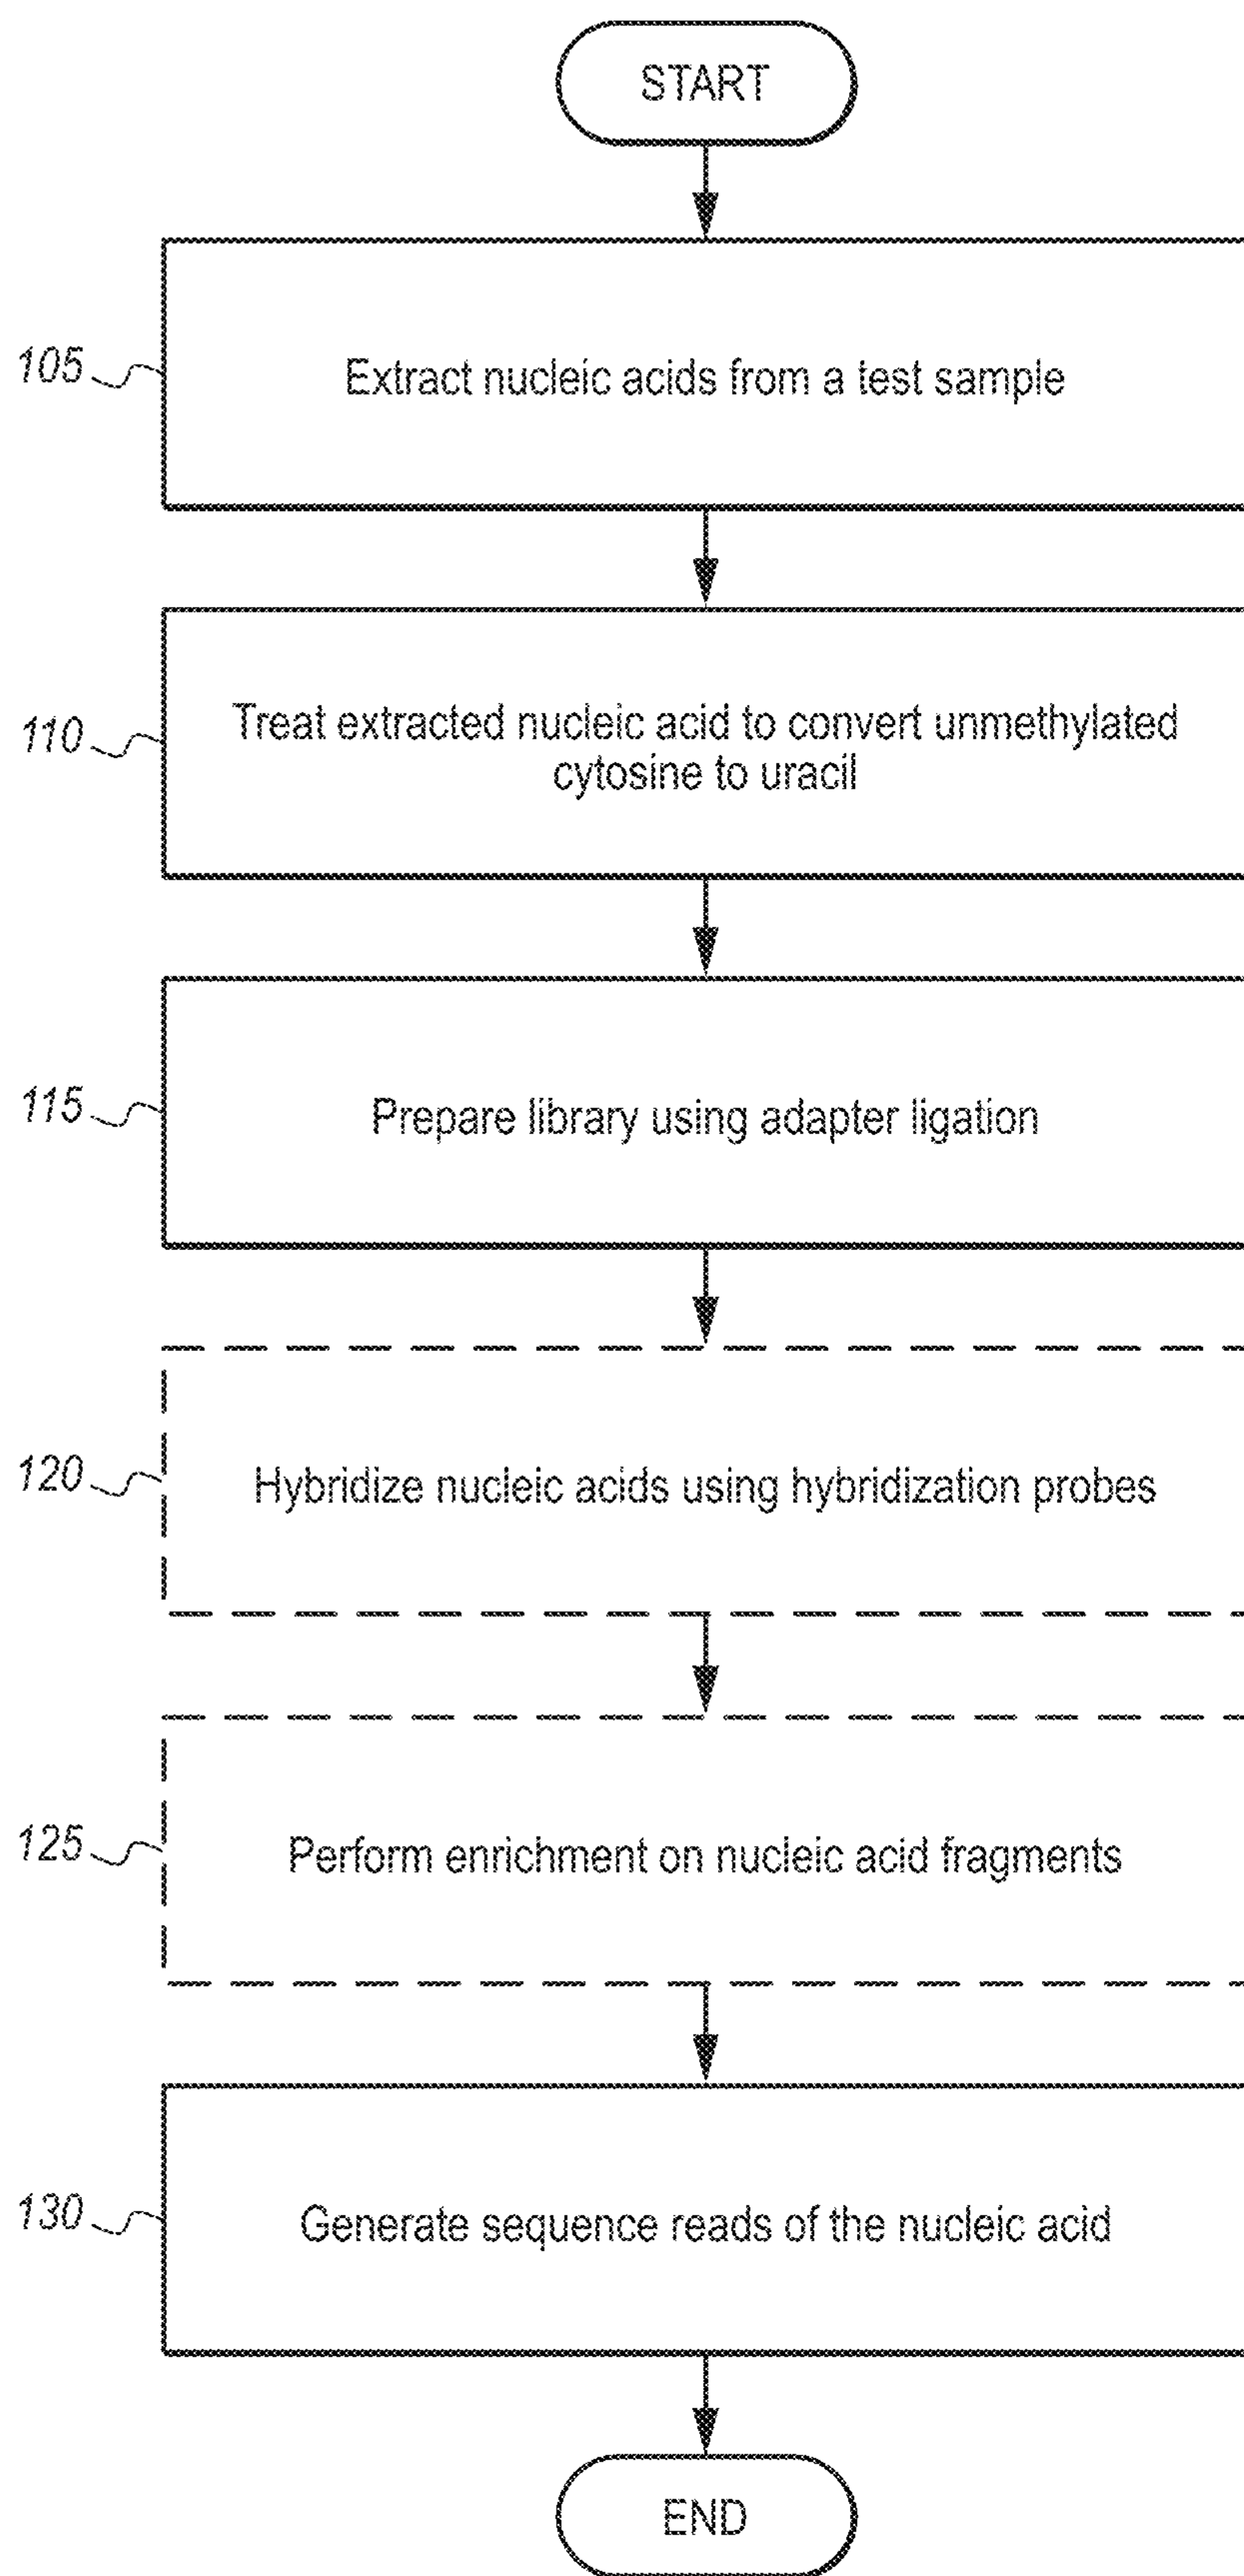 START
105
Extract nucleic acids from a test sample
110
Treat extracted nucleic acid to convert unmethylated
cytosine to uracil
115
Prepare library using adapter ligation
120
Hybridize nucleic acids using hybridization probes
125
Perform enrichment on nucleic acid fragments
130
Generate sequence reads of the nucleic acid
END